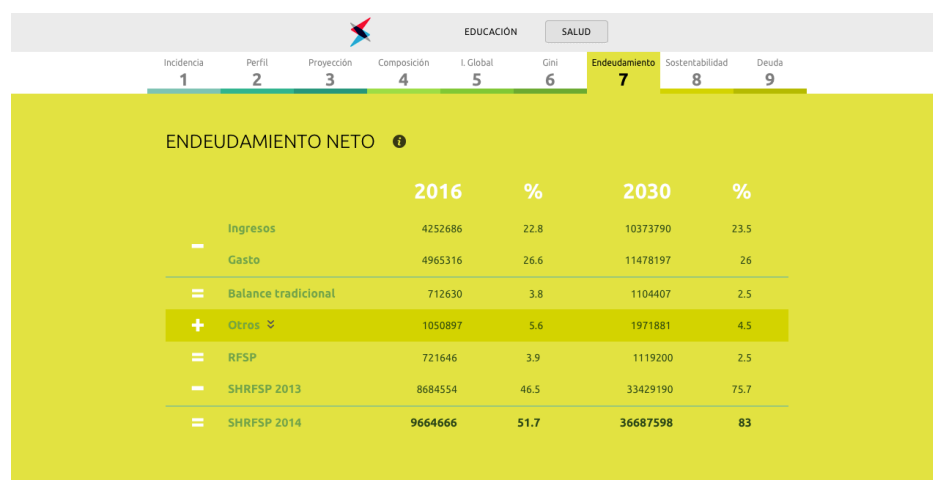 EDUCACIÓN SALUD
Incidencia Perfil Proyección Composición I. Global Gini Endeudamiento Sostentabilidad Deuda
1 2 3 4 5 6 7 8 9
ENDEUDAMIENTO NETO i
2016 % 2030 %
Ingresos 4252686 22.8 10373790 23.5
−
Gasto 4965316 26.6 11478197 26
= Balance tradicional 712630 3.8 1104407 2.5
+ Otros 1050897 5.6 1971881 4.5
= RFSP 721646 3.9 1119200 2.5
− SHRFSP 2013 8684554 46.5 33429190 75.7
= SHRFSP 2014 9664666 51.7 36687598 83